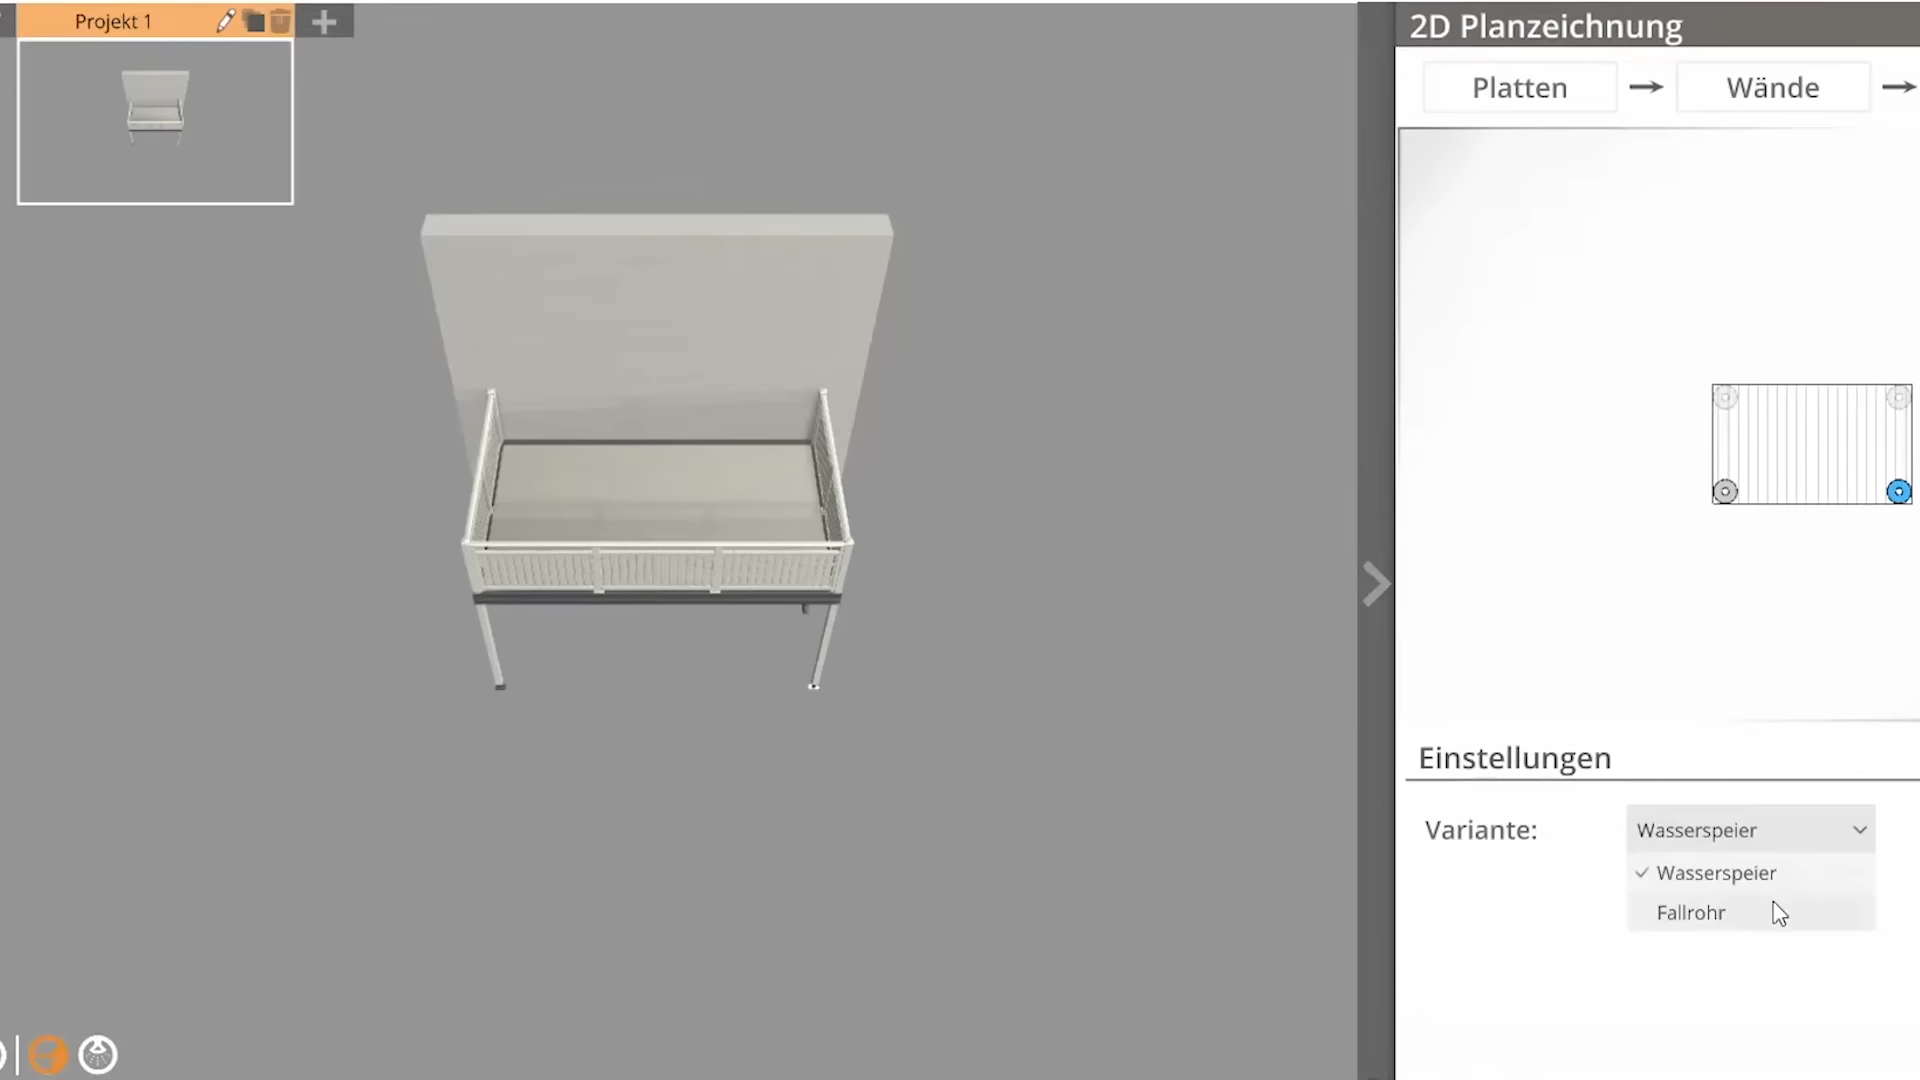 Projekt 1
2D Planzeichnung
Platten
Wände
Einstellungen
Variante:
Wasserspeier
Wasserspeier
Fallrohr